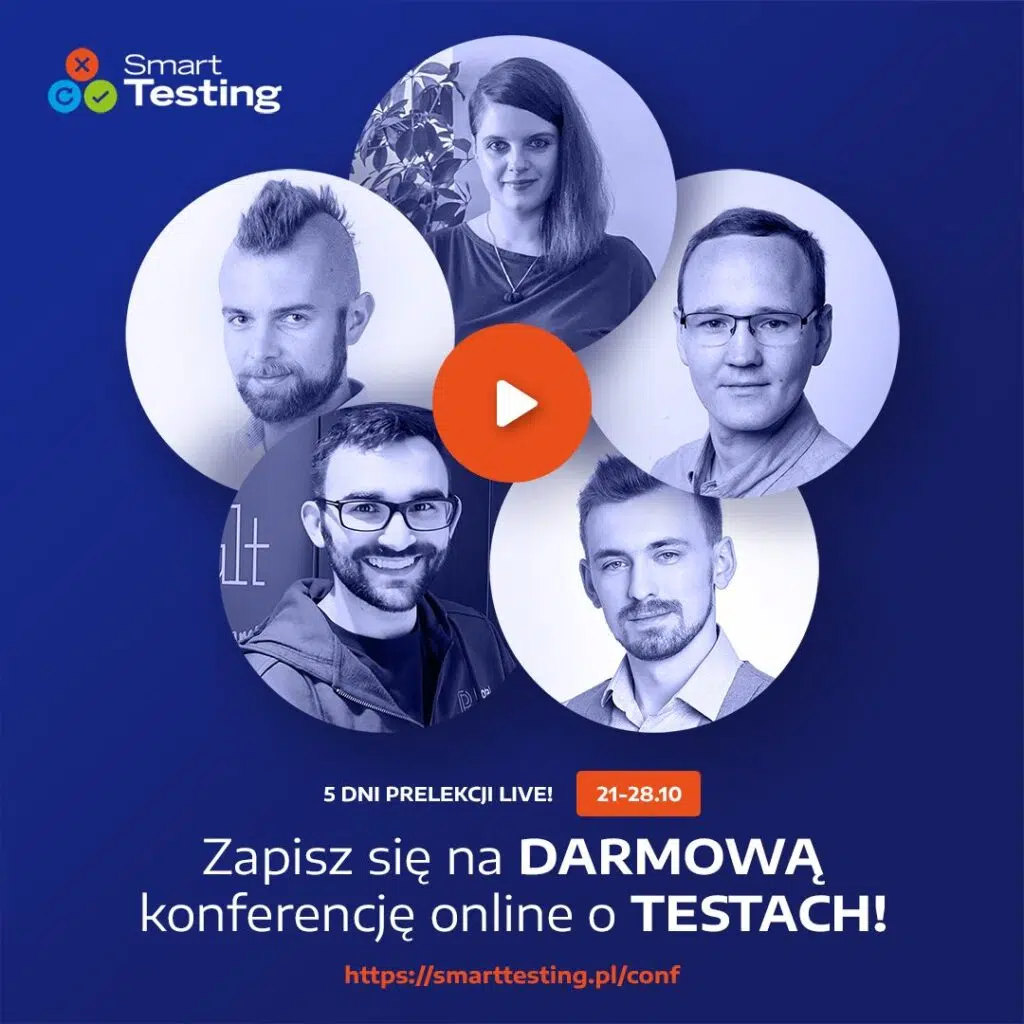 Smart
Testing
5 DNI PRELEKCJI LIVE!
21-28.10
Zapisz się na DARMOWĄ
konferencję online o TESTACH!
https://smarttesting.pl/conf